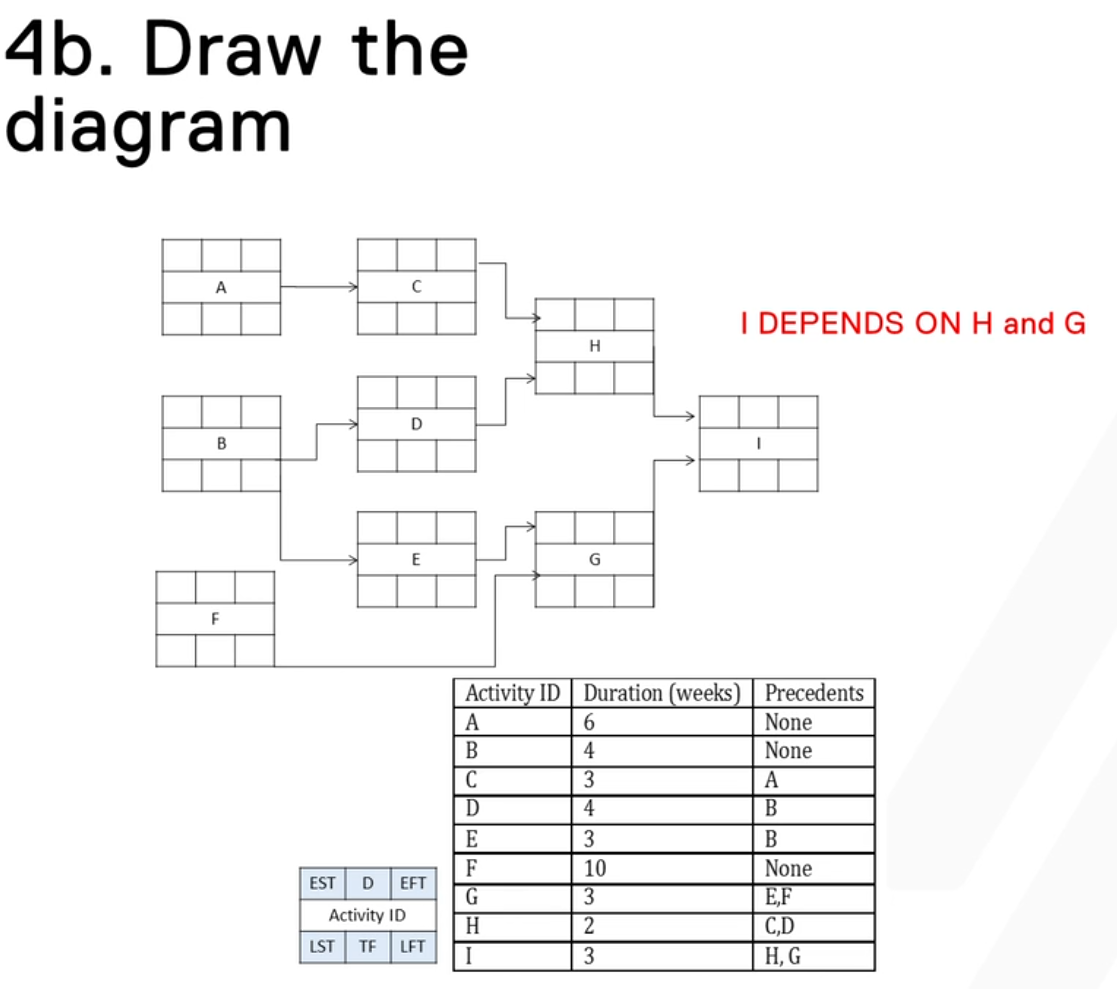 4b. Draw the
diagram
A
C
H
I DEPENDS ON H and G
B
D
I
E
G
F
Activity ID Duration (weeks) Precedents
A 6 None
B 4 None
C 3 A
D 4 B
E 3 B
F 10 None
G 3 E,F
H 2 C,D
I 3 H, G
EST D EFT
Activity ID
LST TF LFT